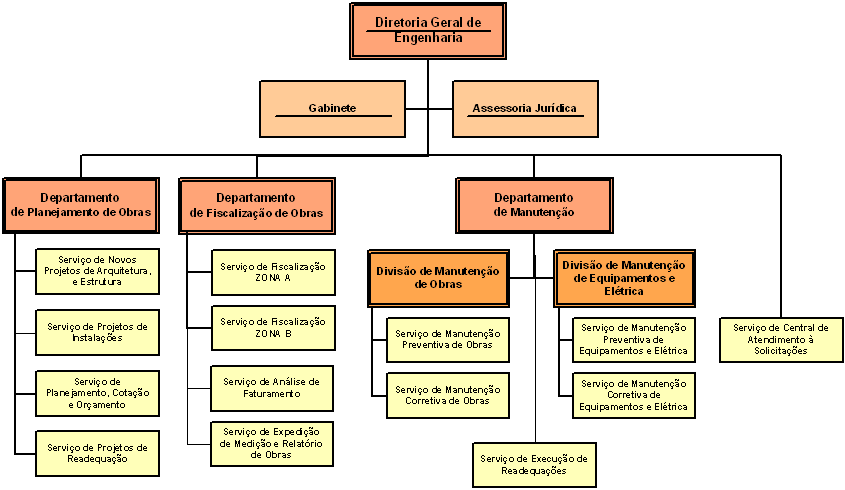 Diretoria Geral de
Engenharia
Gabinete
Assessoria Jurídica
Departamento
de Planejamento de Obras
Departamento
de Fiscalização de Obras
Departamento
de Manutenção
Serviço de Novos
Projetos de Arquitetura,
e Estrutura
Serviço de Projetos de
Instalações
Serviço de
Planejamento, Cotação
e Orçamento
Serviço de Projetos de
Readequação
Serviço de Fiscalização
ZONA A
Serviço de Fiscalização
ZONA B
Serviço de Análise de
Faturamento
Serviço de Expedição
de Medição e Relatório
de Obras
Divisão de Manutenção
de Obras
Serviço de Manutenção
Preventiva de Obras
Serviço de Manutenção
Corretiva de Obras
Divisão de Manutenção
de Equipamentos e
Elétrica
Serviço de Manutenção
Preventiva de
Equipamentos e Elétrica
Serviço de Manutenção
Corretiva de
Equipamentos e Elétrica
Serviço de Execução de
Readequações
Serviço de Central de
Atendimento à
Solicitações